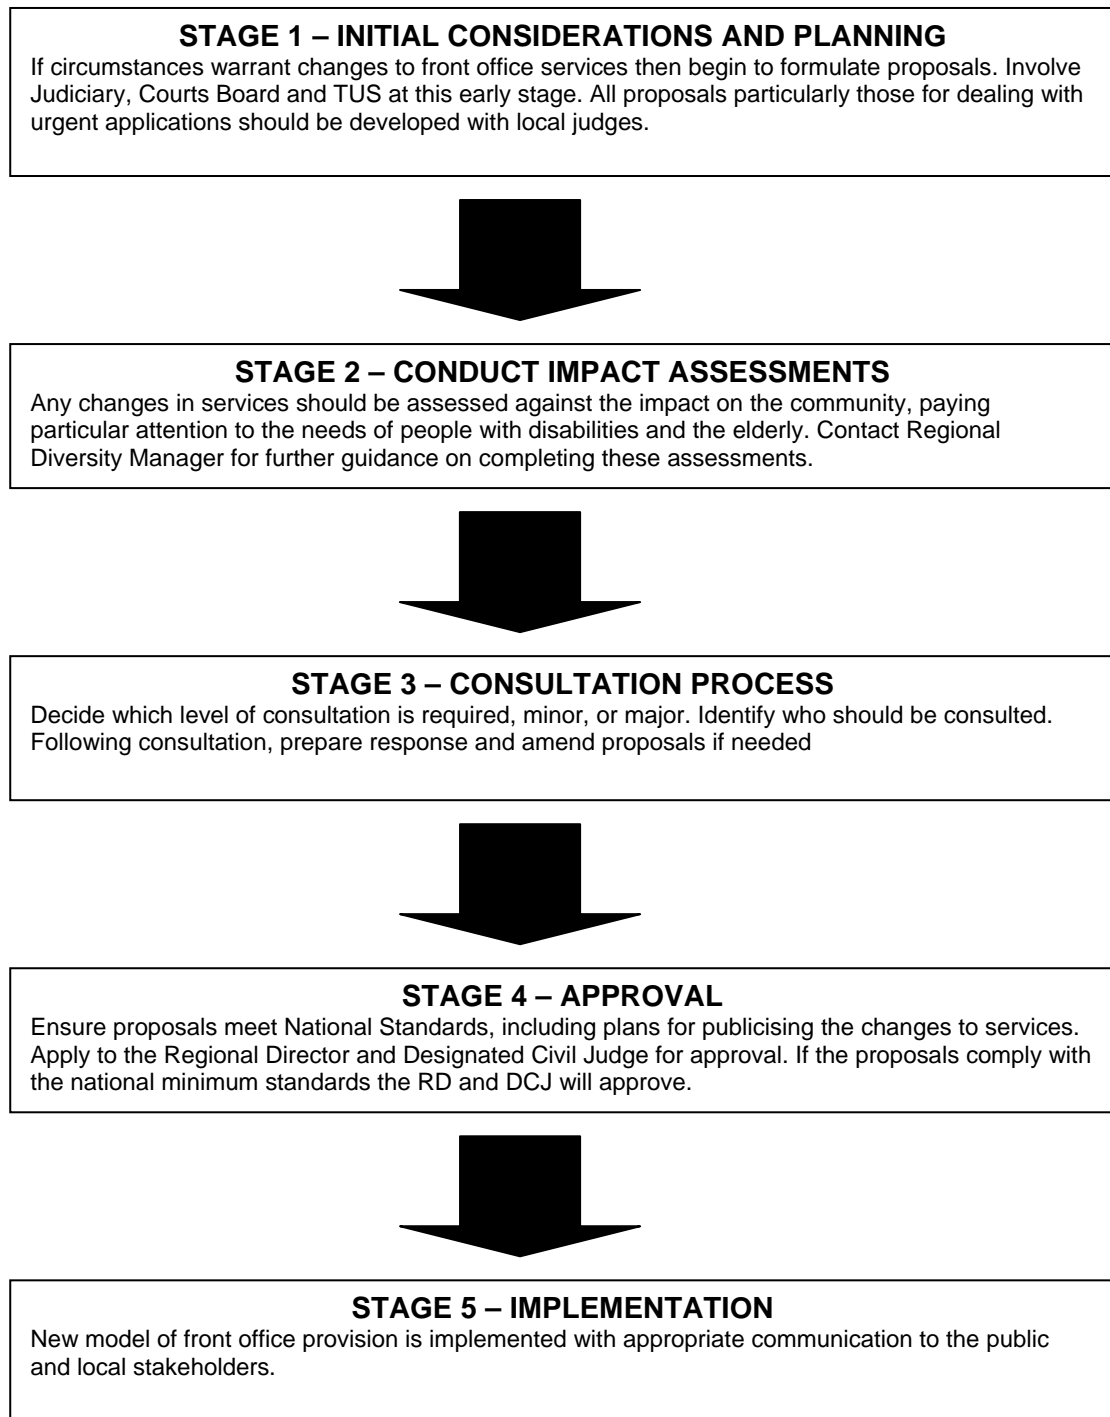 STAGE 1 – INITIAL CONSIDERATIONS AND PLANNING
If circumstances warrant changes to front office services then begin to formulate proposals. Involve
Judiciary, Courts Board and TUS at this early stage. All proposals particularly those for dealing with
urgent applications should be developed with local judges.
STAGE 2 – CONDUCT IMPACT ASSESSMENTS
Any changes in services should be assessed against the impact on the community, paying
particular attention to the needs of people with disabilities and the elderly. Contact Regional
Diversity Manager for further guidance on completing these assessments.
STAGE 3 – CONSULTATION PROCESS
Decide which level of consultation is required, minor, or major. Identify who should be consulted.
Following consultation, prepare response and amend proposals if needed
STAGE 4 – APPROVAL
Ensure proposals meet National Standards, including plans for publicising the changes to services.
Apply to the Regional Director and Designated Civil Judge for approval. If the proposals comply with
the national minimum standards the RD and DCJ will approve.
STAGE 5 – IMPLEMENTATION
New model of front office provision is implemented with appropriate communication to the public
and local stakeholders.